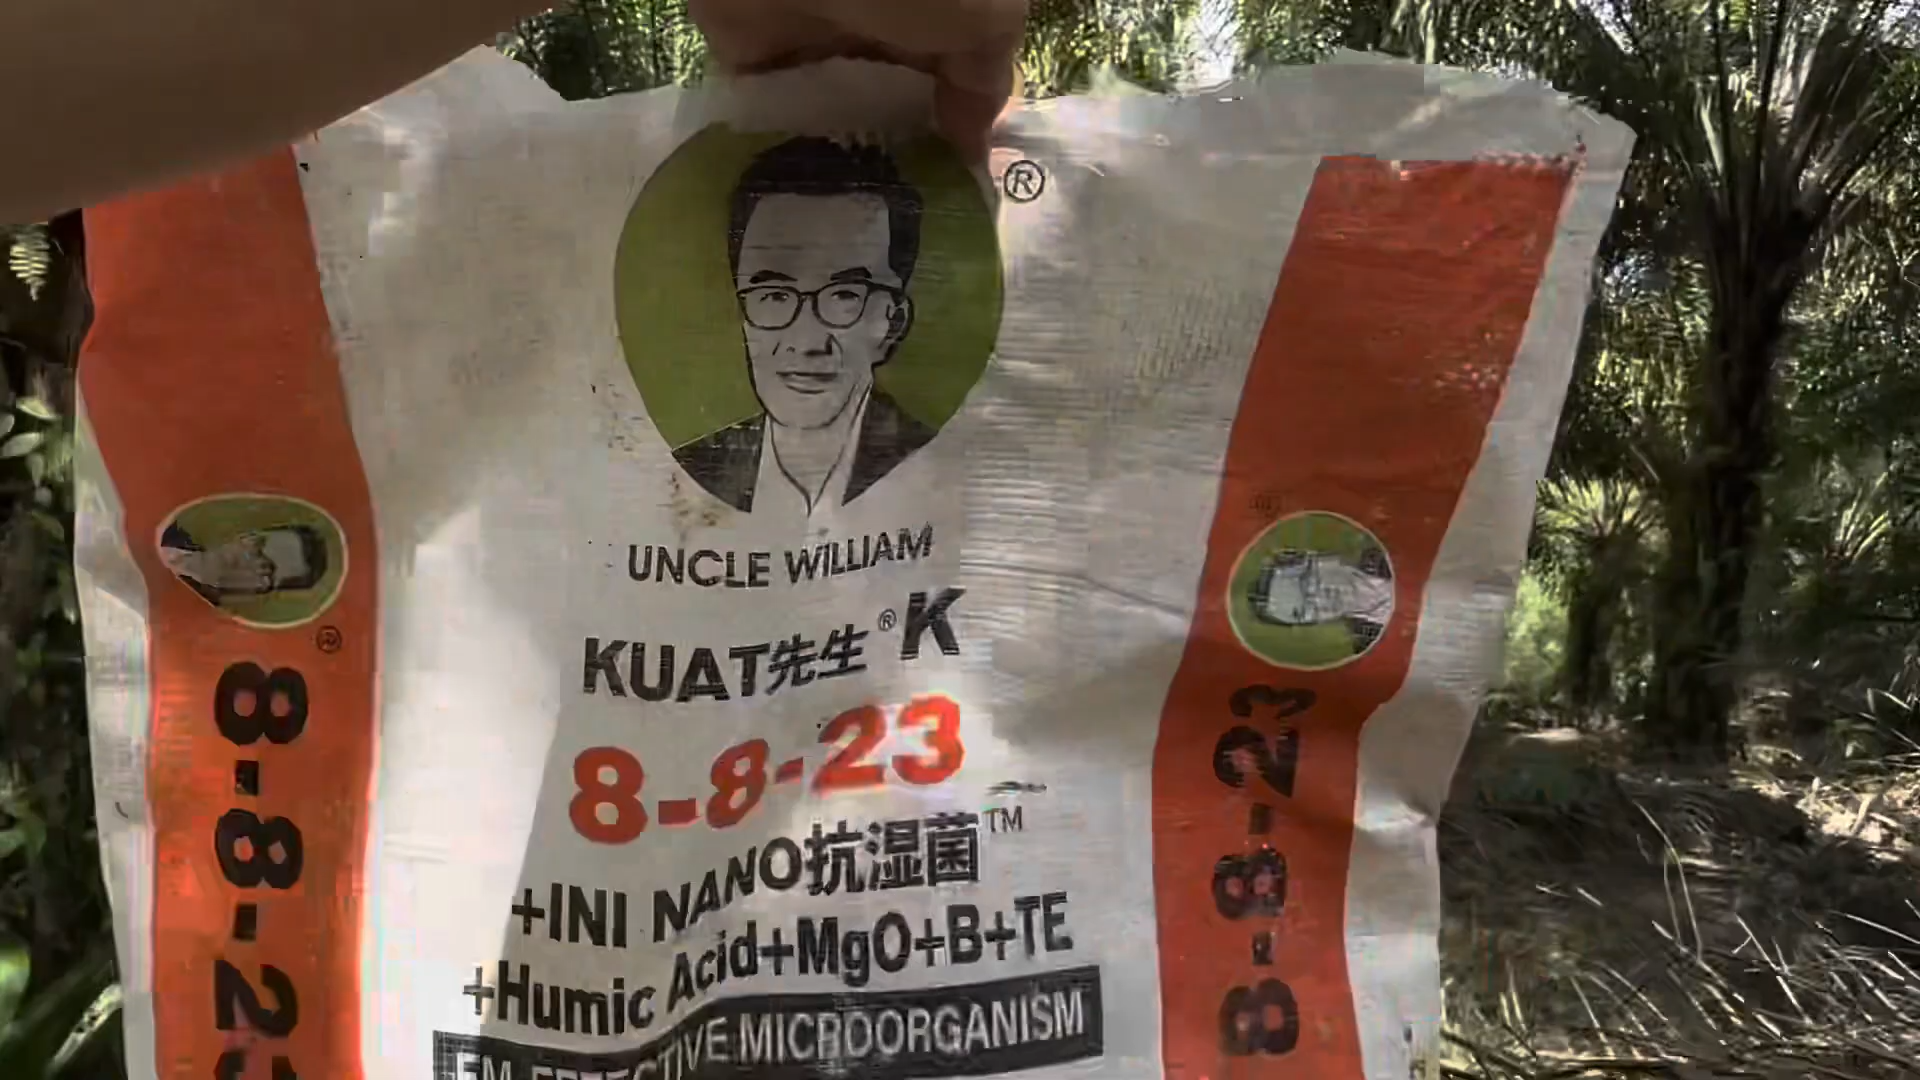 ®
UNCLE WILLIAM
KUAT先生®K
8-8-23
+INI NANO抗湿菌™
+Humic Acid+MgO+B+TE
EM EFFECTIVE MICROORGANISM
®
8-8-23
8-8-23